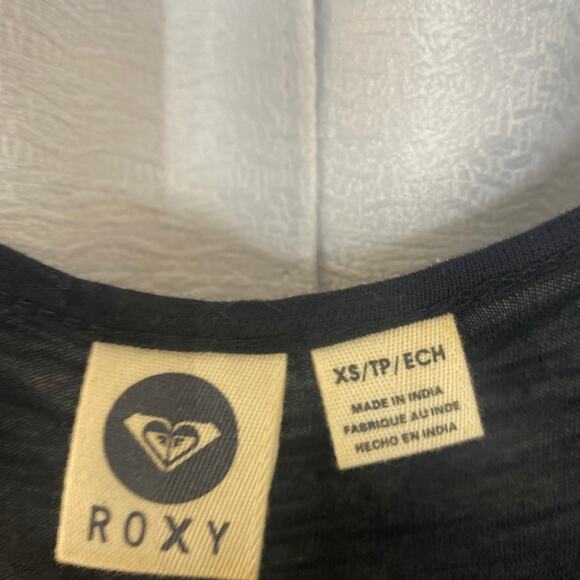 ROXY
XS/TP/ECH
MADE IN INDIA
FABRIQUE AU INDE
HECHO EN INDIA